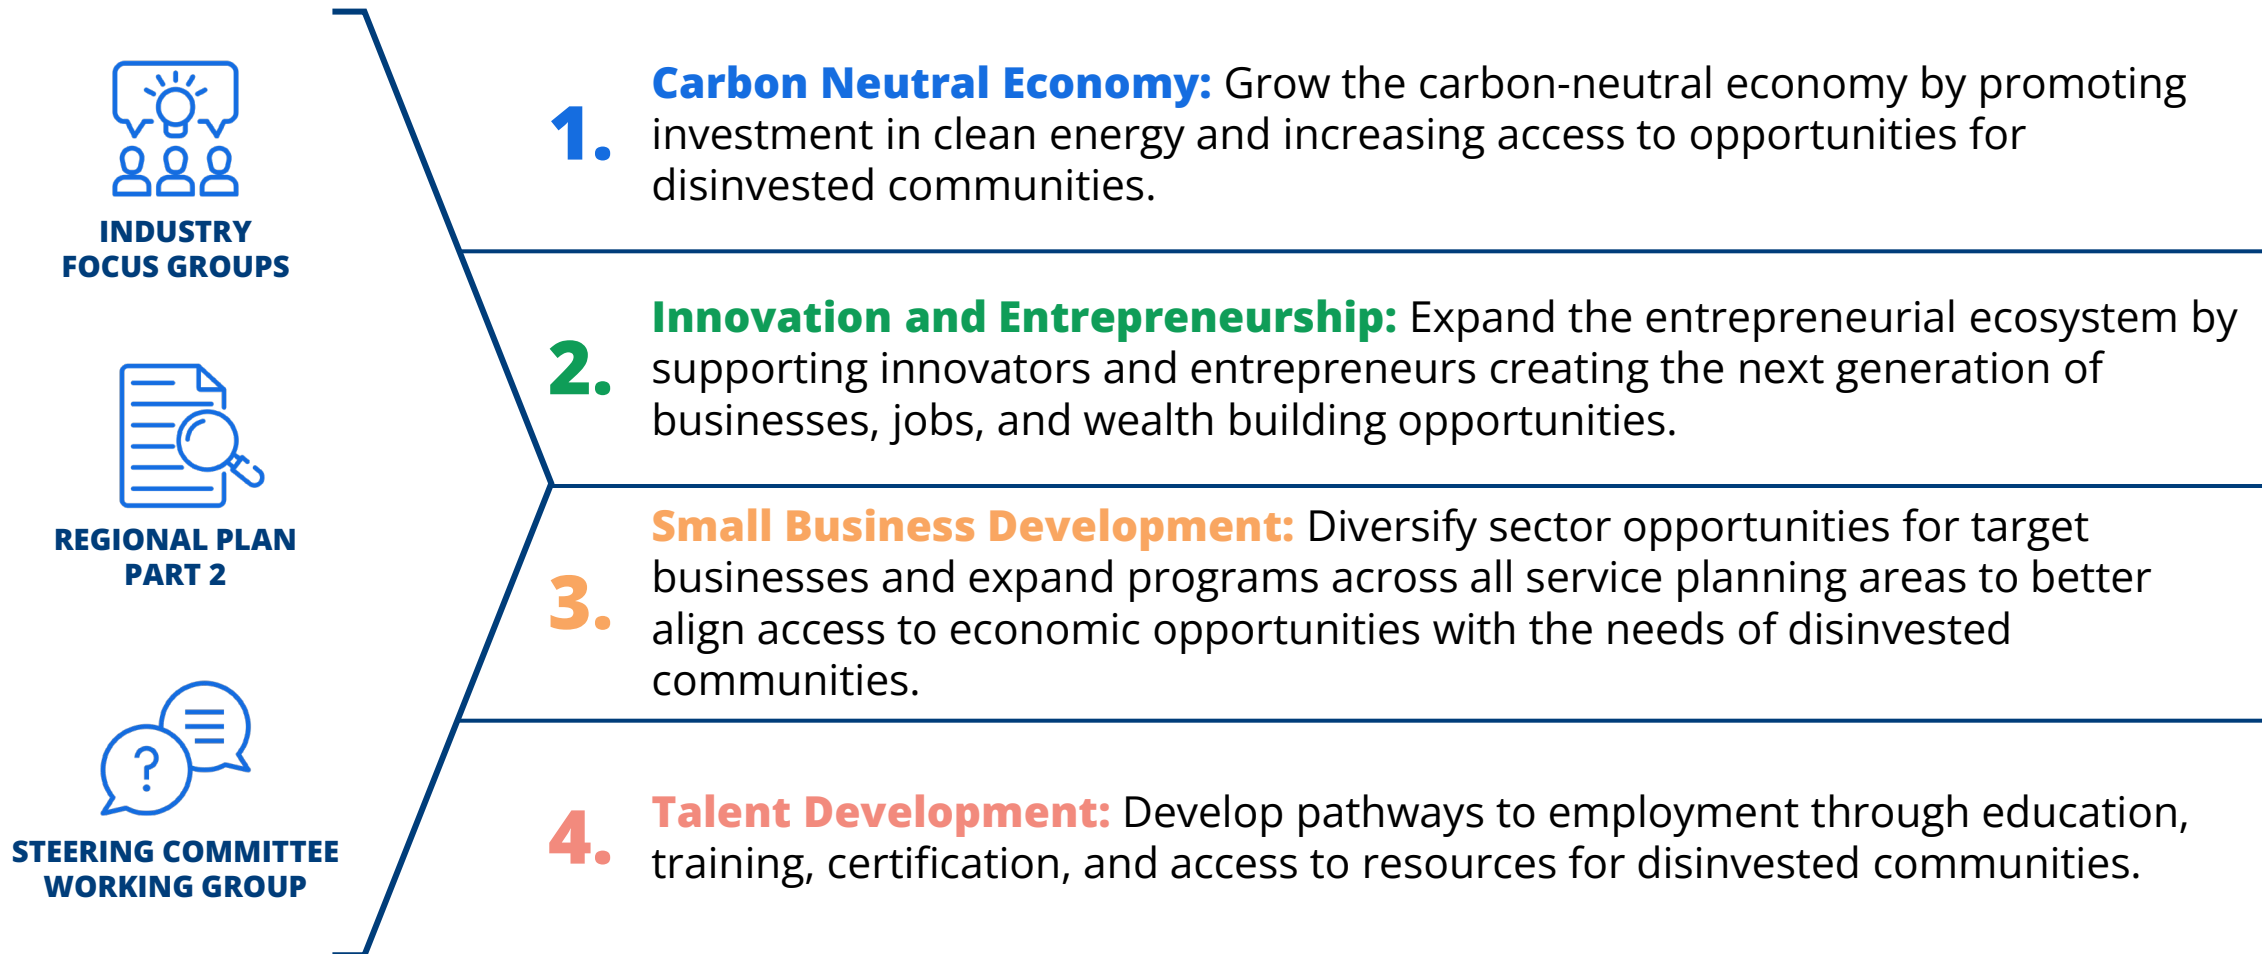 INDUSTRY
FOCUS GROUPS
REGIONAL PLAN
PART 2
?
STEERING COMMITTEE
WORKING GROUP
1.
Carbon Neutral Economy: Grow the carbon-neutral economy by promoting
investment in clean energy and increasing access to opportunities for
disinvested communities.
2.
Innovation and Entrepreneurship: Expand the entrepreneurial ecosystem by
supporting innovators and entrepreneurs creating the next generation of
businesses, jobs, and wealth building opportunities.
3.
Small Business Development: Diversify sector opportunities for target
businesses and expand programs across all service planning areas to better
align access to economic opportunities with the needs of disinvested
communities.
4.
Talent Development: Develop pathways to employment through education,
training, certification, and access to resources for disinvested communities.